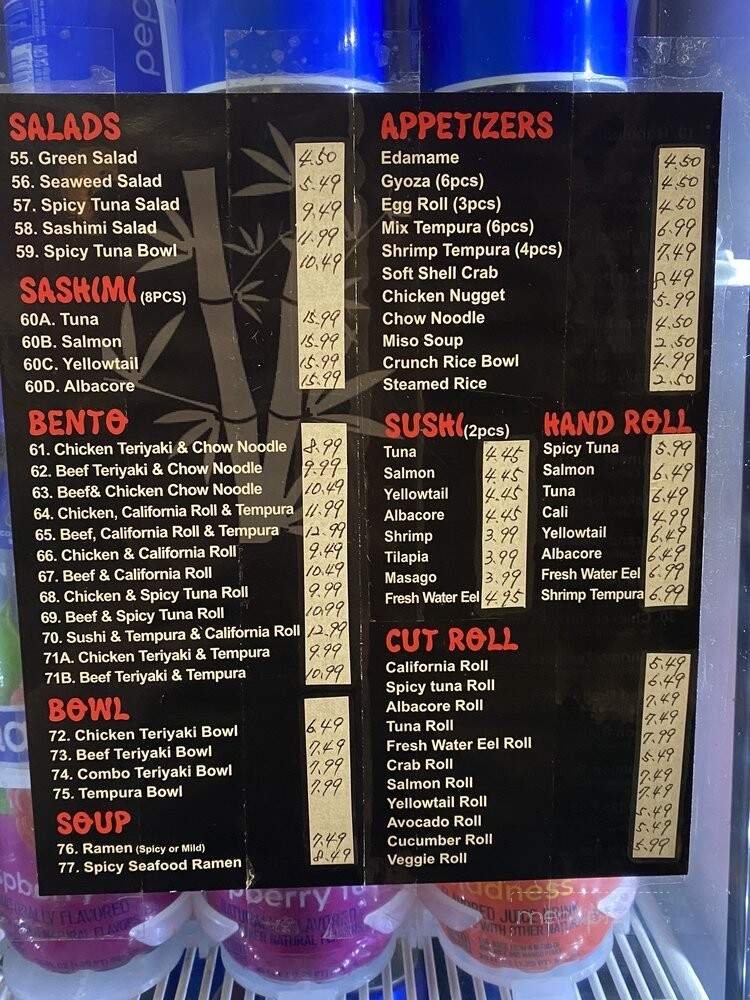 pep
SALADS
55. Green Salad 4.50
56. Seaweed Salad 5.49
57. Spicy Tuna Salad 9.49
58. Sashimi Salad 11.99
59. Spicy Tuna Bowl 10.49
SASHIMI (8PCS)
60A. Tuna 15.99
60B. Salmon 15.99
60C. Yellowtail 15.99
60D. Albacore 15.99
BENTO
61. Chicken Teriyaki & Chow Noodle 8.99
62. Beef Teriyaki & Chow Noodle 9.99
63. Beef& Chicken Chow Noodle 10.49
64. Chicken, California Roll & Tempura 11.99
65. Beef, California Roll & Tempura 12.99
66. Chicken & California Roll 9.49
67. Beef & California Roll 10.49
68. Chicken & Spicy Tuna Roll 9.99
69. Beef & Spicy Tuna Roll 10.99
70. Sushi & Tempura & California Roll 12.99
71A. Chicken Teriyaki & Tempura 9.99
71B. Beef Teriyaki & Tempura 10.99
BOWL
72. Chicken Teriyaki Bowl 6.49
73. Beef Teriyaki Bowl 7.49
74. Combo Teriyaki Bowl 7.99
75. Tempura Bowl 7.99
SOUP
76. Ramen (Spicy or Mild) 7.49
77. Spicy Seafood Ramen 8.49
APPETIZERS
Edamame 4.50
Gyoza (6pcs) 4.50
Egg Roll (3pcs) 4.50
Mix Tempura (6pcs) 6.99
Shrimp Tempura (4pcs) 7.49
Soft Shell Crab 8.49
Chicken Nugget 5.99
Chow Noodle 4.50
Miso Soup 2.50
Crunch Rice Bowl 4.99
Steamed Rice 2.50
SUSHI (2pcs)
Tuna 4.45
Salmon 4.45
Yellowtail 4.45
Albacore 4.45
Shrimp 3.99
Tilapia 3.99
Masago 3.99
Fresh Water Eel 4.95
HAND ROLL
Spicy Tuna 5.99
Salmon 6.49
Tuna 6.49
Cali 4.99
Yellowtail 6.49
Albacore 6.49
Fresh Water Eel 6.99
Shrimp Tempura 6.99
CUT ROLL
California Roll 5.49
Spicy tuna Roll 6.49
Albacore Roll 7.49
Tuna Roll 7.49
Fresh Water Eel Roll 7.99
Crab Roll 5.49
Salmon Roll 7.49
Yellowtail Roll 7.49
Avocado Roll 5.49
Cucumber Roll 5.49
Veggie Roll 5.99